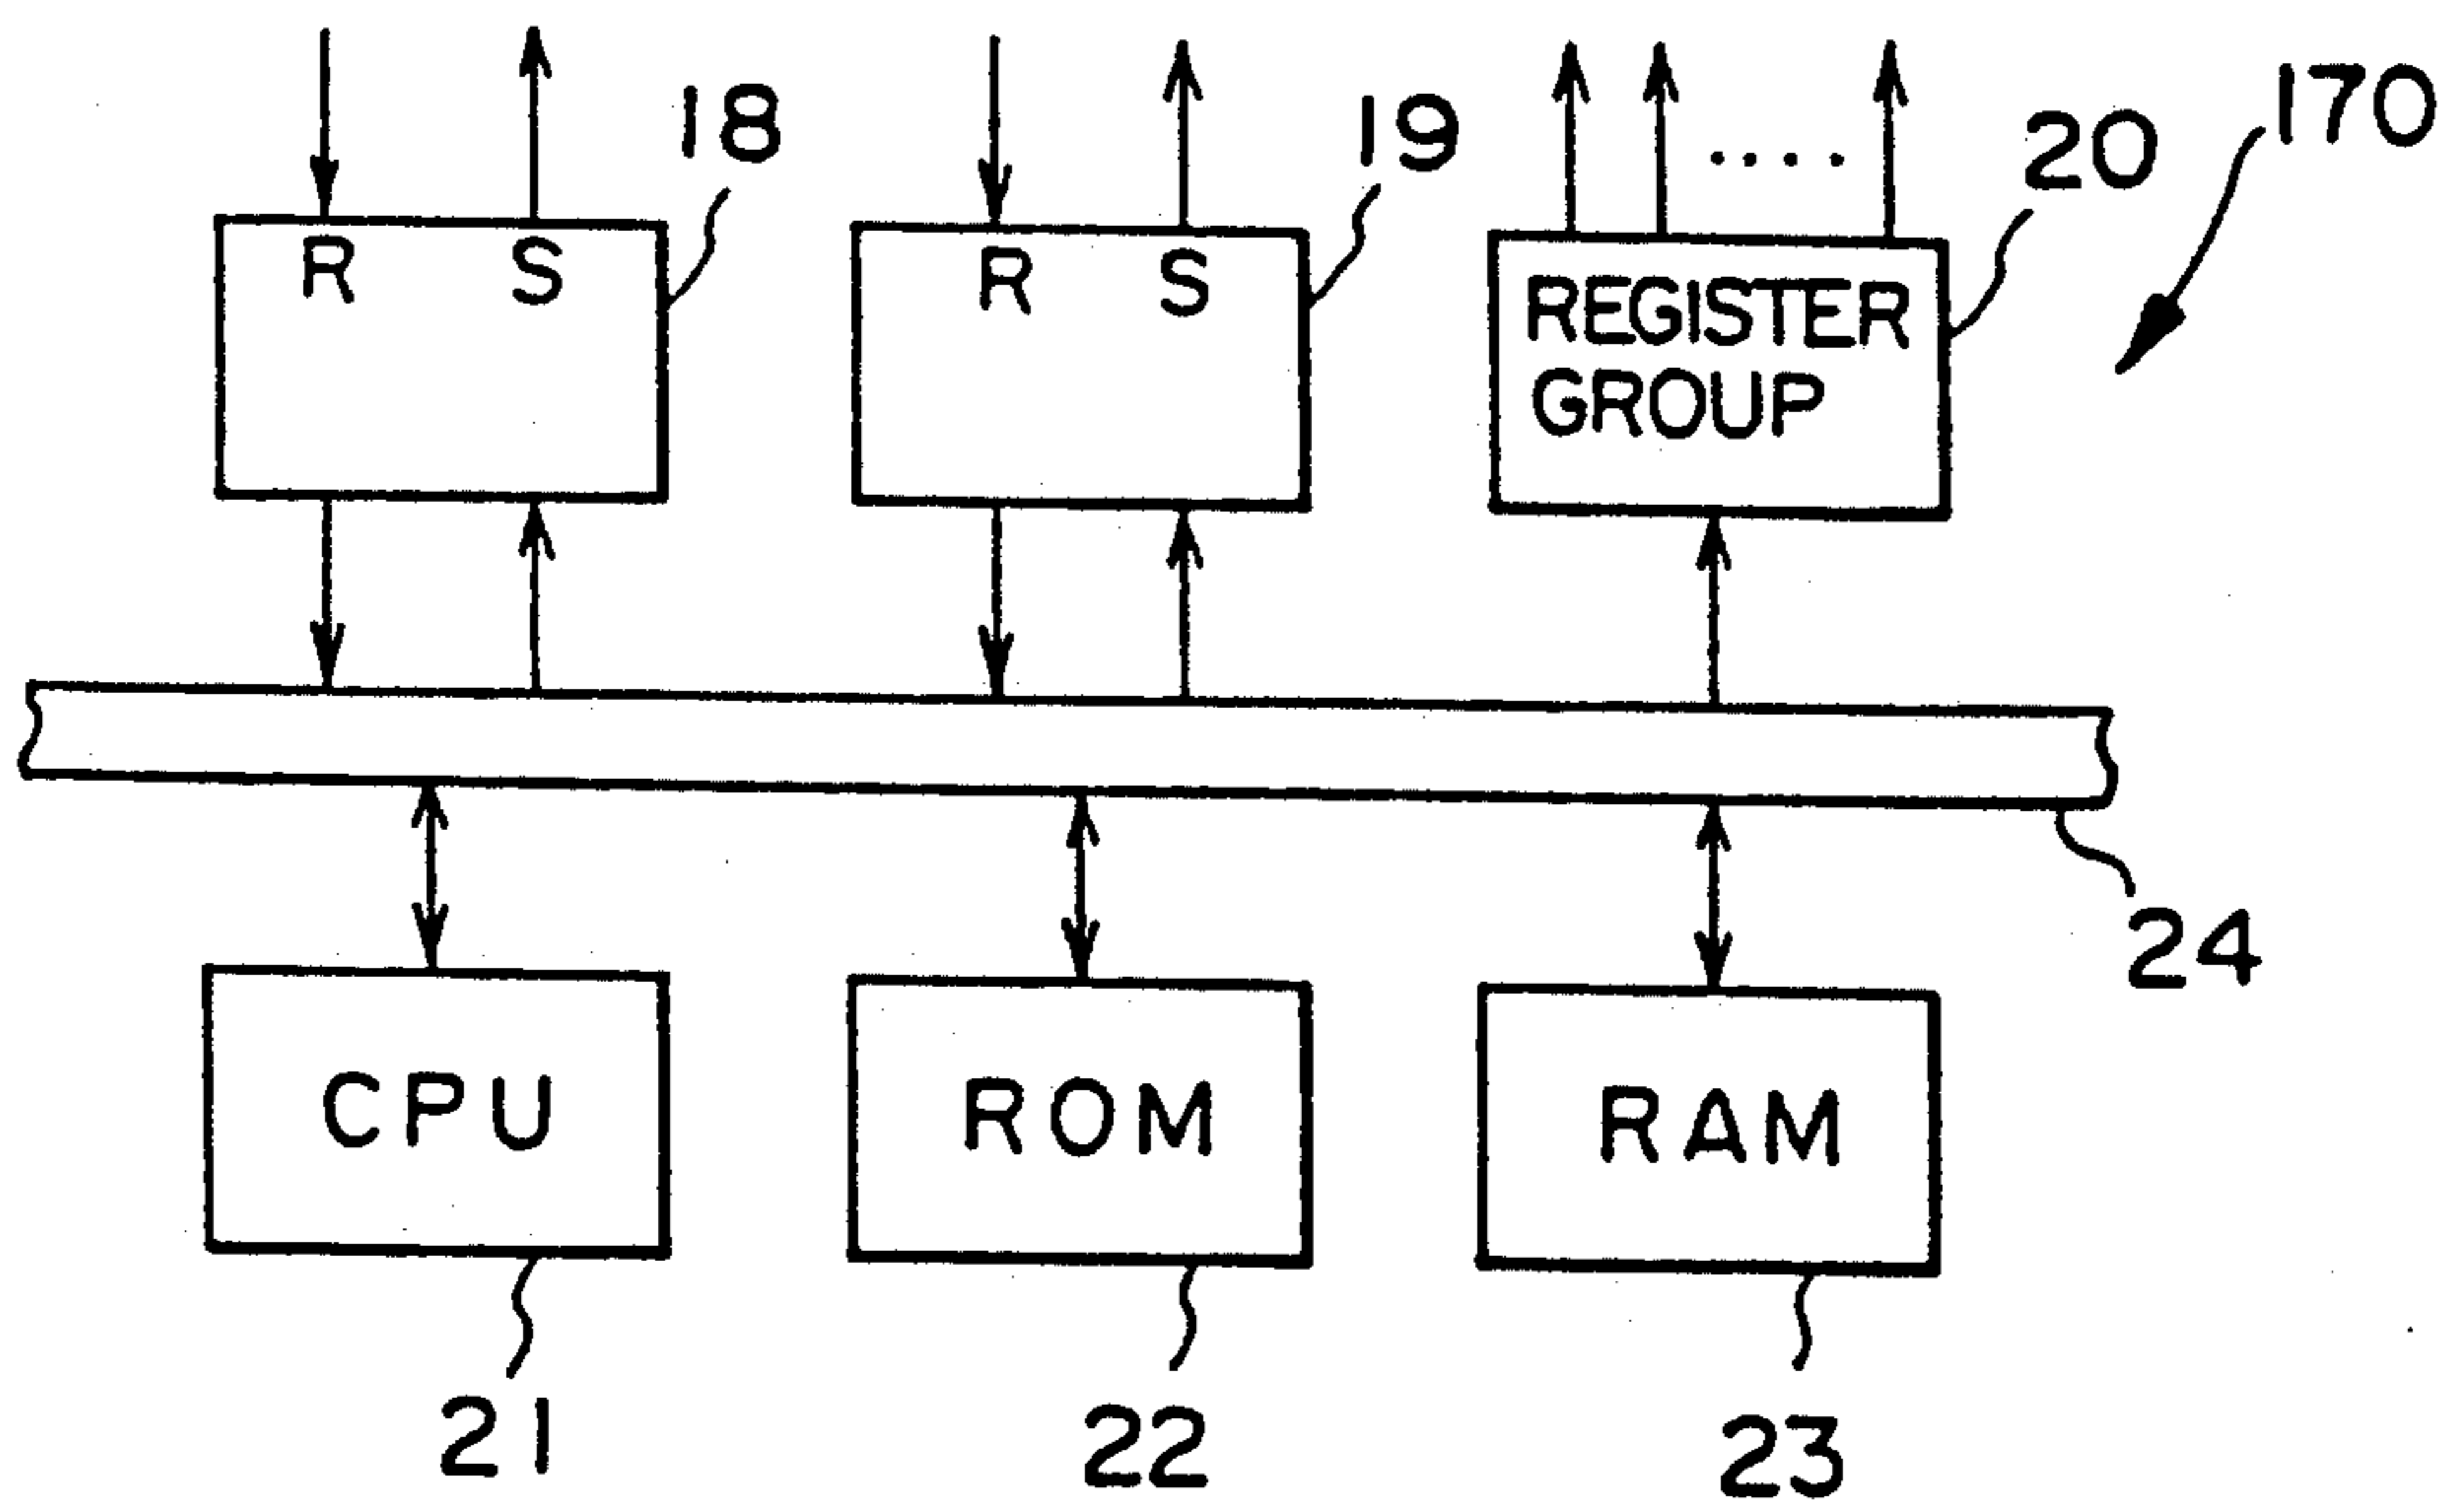 18
19
20
170
R S
R S
REGISTER
GROUP
....
24
CPU
ROM
RAM
21
22
23